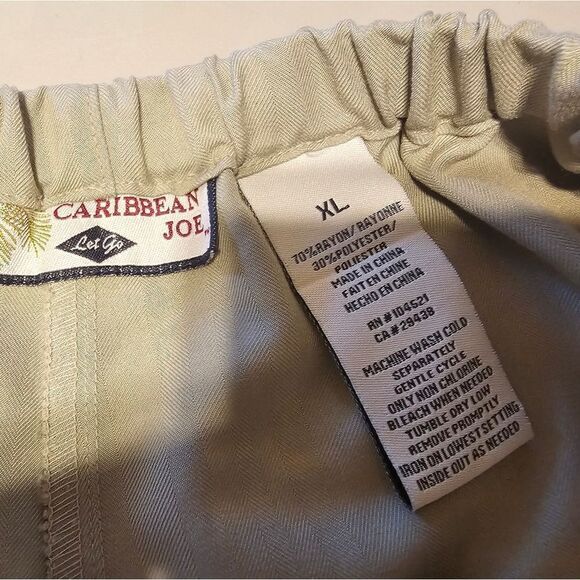 CARIBBEAN
JOE
Let Go
XL
70%RAYON/RAYONNE
30%POLYESTER/
POLIESTER
MADE IN CHINA
FAIT EN CHINE
HECHO EN CHINA
RN #104521
CA #29438
MACHINE WASH COLD
SEPARATELY
GENTLE CYCLE
ONLY NON CHLORINE
BLEACH WHEN NEEDED
TUMBLE DRY LOW
REMOVE PROMPTLY
IRON ON LOWEST SETTING
INSIDE OUT AS NEEDED